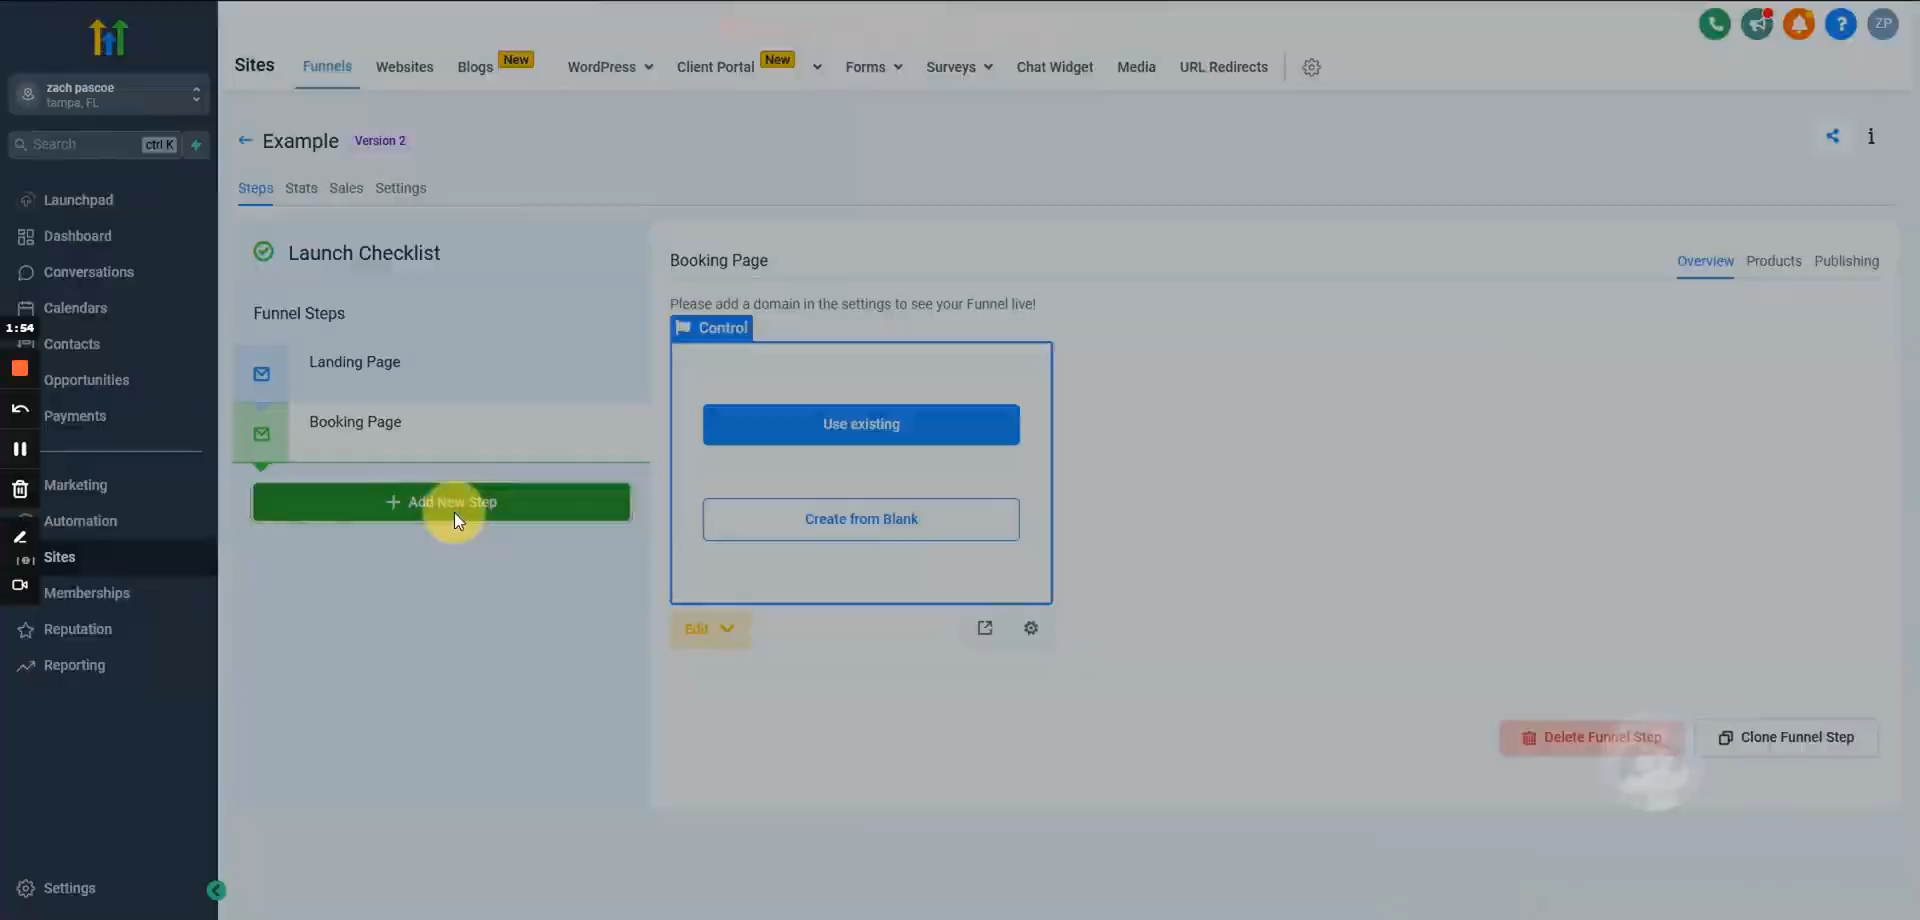 ZP
Sites
Funnels
Websites
Blogs
New
WordPress
Client Portal
New
Forms
Surveys
Chat Widget
Media
URL Redirects
zach pascoe
tampa, FL
Search
ctrl K
Launchpad
Dashboard
Conversations
Calendars
1:54
Contacts
Opportunities
Payments
Marketing
Automation
Sites
Memberships
Reputation
Reporting
Settings
Example
Version 2
Steps
Stats
Sales
Settings
Launch Checklist
Funnel Steps
Landing Page
Booking Page
+ Add New Step
Booking Page
Overview
Products
Publishing
Please add a domain in the settings to see your Funnel live!
Control
Use existing
Create from Blank
Edit
Delete Funnel Step
Clone Funnel Step